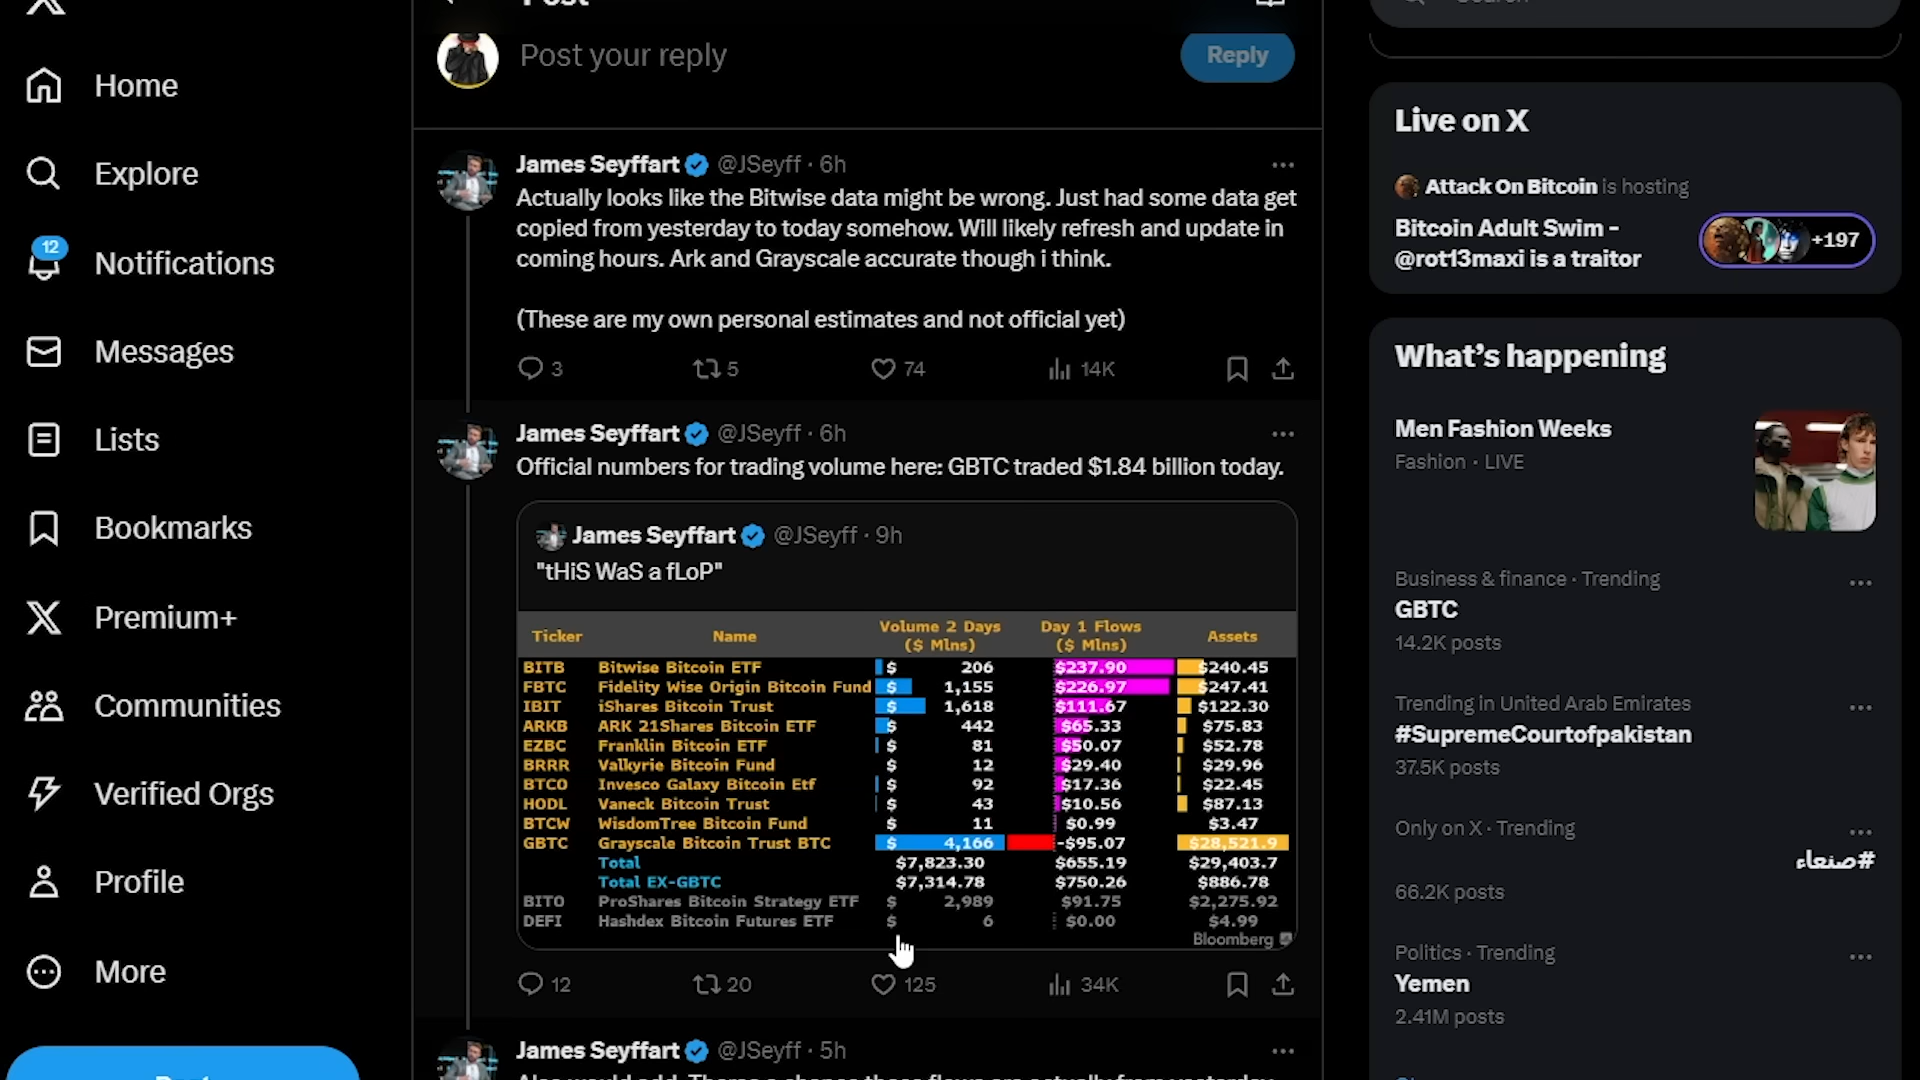 Post
Home
Explore
12
Notifications
Messages
Lists
Bookmarks
Premium+
Communities
Verified Orgs
Profile
More
Post your reply
Reply
James Seyffart @JSeyff · 6h
Actually looks like the Bitwise data might be wrong. Just had some data get
copied from yesterday to today somehow. Will likely refresh and update in
coming hours. Ark and Grayscale accurate though i think.
(These are my own personal estimates and not official yet)
3 5 74 14K
James Seyffart @JSeyff · 6h
Official numbers for trading volume here: GBTC traded $1.84 billion today.
James Seyffart @JSeyff · 9h
"tHiS WaS a fLoP"
Ticker Name Volume 2 Days ($ Mlns) Day 1 Flows ($ Mlns) Assets
BITB Bitwise Bitcoin ETF $ 206 $237.90 $240.45
FBTC Fidelity Wise Origin Bitcoin Fund $ 1,155 $226.97 $247.41
IBIT iShares Bitcoin Trust $ 1,618 $111.67 $122.30
ARKB ARK 21Shares Bitcoin ETF $ 442 $65.33 $75.83
EZBC Franklin Bitcoin ETF $ 81 $50.07 $52.78
BRRR Valkyrie Bitcoin Fund $ 12 $29.40 $29.96
BTCO Invesco Galaxy Bitcoin Etf $ 92 $17.36 $22.45
HODL Vaneck Bitcoin Trust $ 43 $10.56 $87.13
BTCW WisdomTree Bitcoin Fund $ 11 $0.99 $3.47
GBTC Grayscale Bitcoin Trust BTC $ 4,166 -$95.07 $28,521.9
Total $7,823.30 $655.19 $29,403.7
Total EX-GBTC $7,314.78 $750.26 $886.78
BITO ProShares Bitcoin Strategy ETF $ 2,989 $91.75 $2,275.92
DEFI Hashdex Bitcoin Futures ETF $ 6 $0.00 $4.99
Bloomberg
12 20 125 34K
James Seyffart @JSeyff · 5h
Search
Live on X
Attack On Bitcoin is hosting
Bitcoin Adult Swim -
@rot13maxi is a traitor
+197
What's happening
Men Fashion Weeks
Fashion · LIVE
Business & finance · Trending
GBTC
14.2K posts
Trending in United Arab Emirates
#SupremeCourtofpakistan
37.5K posts
Only on X · Trending
#صنعاء
66.2K posts
Politics · Trending
Yemen
2.41M posts